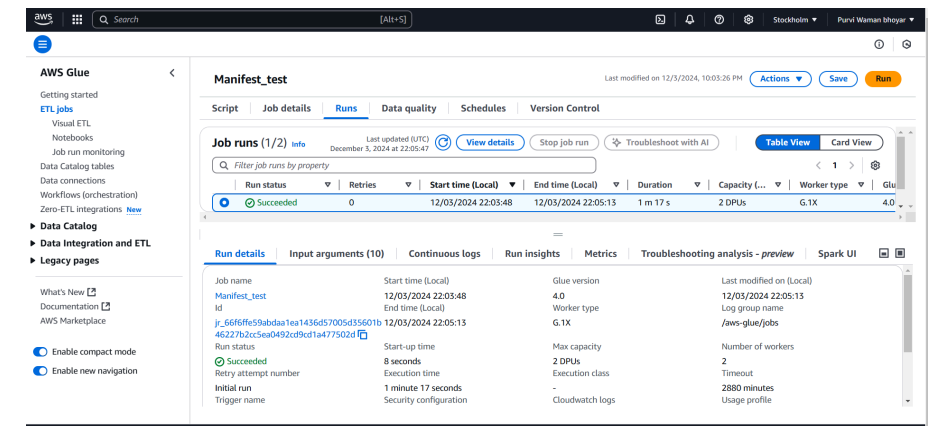 aws
Search
[Alt+S]
Stockholm ▼
Purvi Waman bhoyar ▼
AWS Glue
Getting started
ETL jobs
Visual ETL
Notebooks
Job run monitoring
Data Catalog tables
Data connections
Workflows (orchestration)
Zero-ETL integrations New
Data Catalog
Data Integration and ETL
Legacy pages
What's New
Documentation
AWS Marketplace
Enable compact mode
Enable new navigation
Manifest_test
Last modified on 12/3/2024, 10:03:26 PM
Actions ▼
Save
Run
Script Job details Runs Data quality Schedules Version Control
Job runs (1/2) Info
Last updated (UTC)
December 3, 2024 at 22:05:47
View details
Stop job run
Troubleshoot with AI
Table View
Card View
Filter job runs by property
1
Run status Retries Start time (Local) End time (Local) Duration Capacity (... Worker type Glu
Succeeded 0 12/03/2024 22:03:48 12/03/2024 22:05:13 1 m 17 s 2 DPUs G.1X 4.0
Run details Input arguments (10) Continuous logs Run insights Metrics Troubleshooting analysis - preview Spark UI
Job name Start time (Local) Glue version Last modified on (Local)
Manifest_test 12/03/2024 22:03:48 4.0 12/03/2024 22:05:13
Id End time (Local) Worker type Log group name
jr_66f6ffe59abdaa1ea1436d57005d35601b 12/03/2024 22:05:13 G.1X /aws-glue/jobs
46227b2cc5ea0492cd9cd1a477502d
Run status Start-up time Max capacity Number of workers
Succeeded 8 seconds 2 DPUs 2
Retry attempt number Execution time Execution class Timeout
Initial run 1 minute 17 seconds - 2880 minutes
Trigger name Security configuration Cloudwatch logs Usage profile